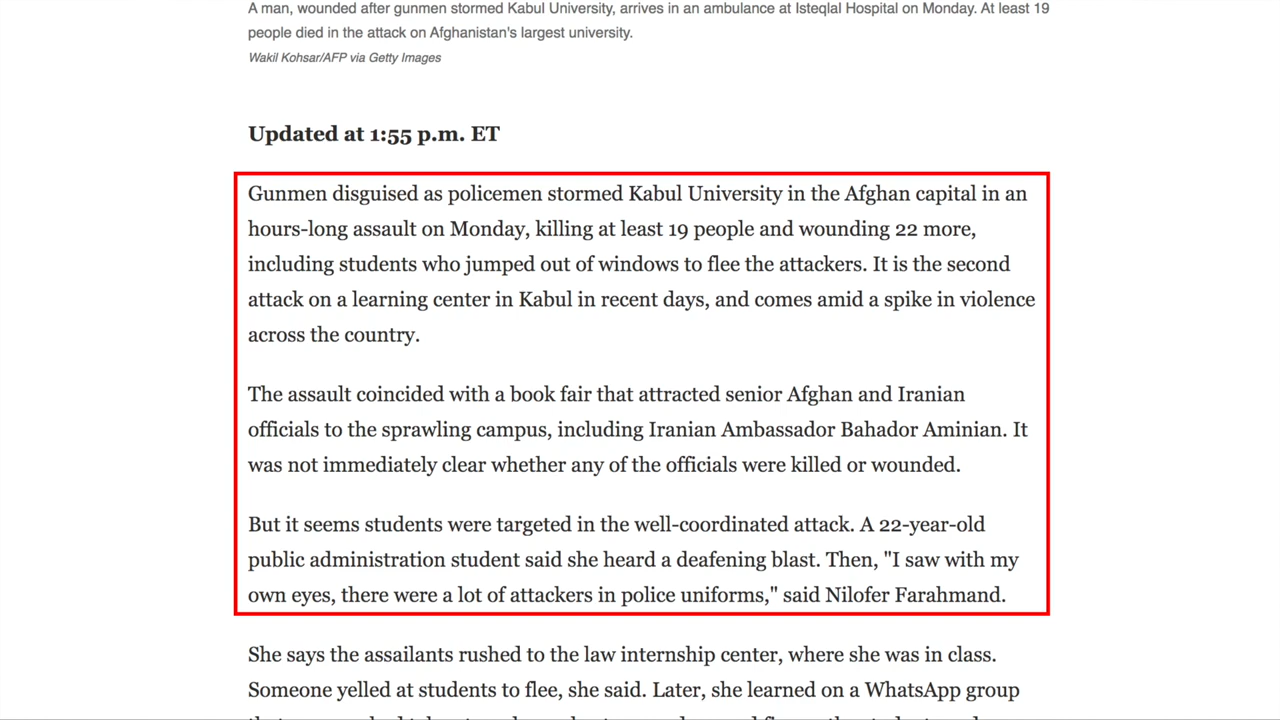 A man, wounded after gunmen stormed Kabul University, arrives in an ambulance at Isteqlal Hospital on Monday. At least 19
people died in the attack on Afghanistan's largest university.
Wakil Kohsar/AFP via Getty Images
Updated at 1:55 p.m. ET
Gunmen disguised as policemen stormed Kabul University in the Afghan capital in an
hours-long assault on Monday, killing at least 19 people and wounding 22 more,
including students who jumped out of windows to flee the attackers. It is the second
attack on a learning center in Kabul in recent days, and comes amid a spike in violence
across the country.
The assault coincided with a book fair that attracted senior Afghan and Iranian
officials to the sprawling campus, including Iranian Ambassador Bahador Aminian. It
was not immediately clear whether any of the officials were killed or wounded.
But it seems students were targeted in the well-coordinated attack. A 22-year-old
public administration student said she heard a deafening blast. Then, "I saw with my
own eyes, there were a lot of attackers in police uniforms," said Nilofer Farahmand.
She says the assailants rushed to the law internship center, where she was in class.
Someone yelled at students to flee, she said. Later, she learned on a WhatsApp group